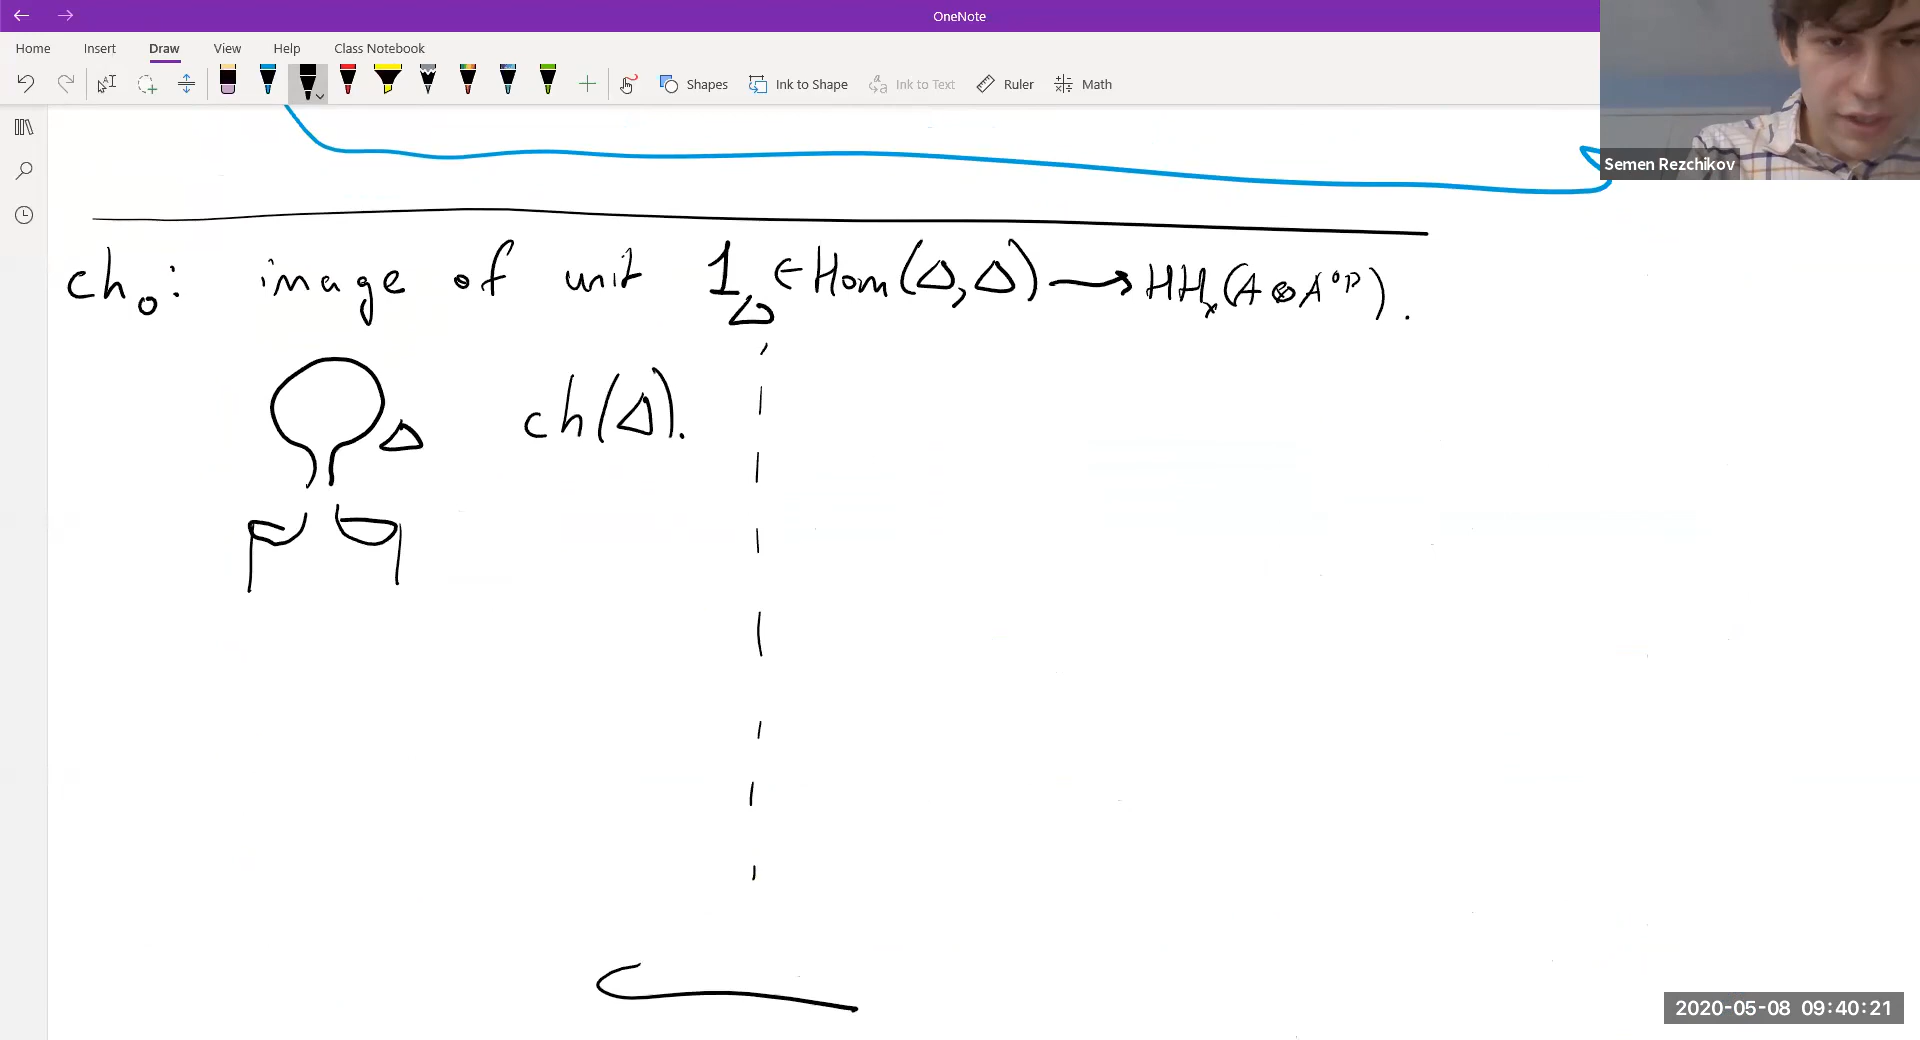 OneNote
Home Insert Draw View Help Class Notebook
Shapes Ink to Shape Ink to Text Ruler Math
Semen Rezchikov
ch₀: image of unit 1_Δ ∈ Hom(Δ, Δ) ⟶ HH_*(A ⊗ A^op).
Δ ch(Δ).
2020-05-08 09:40:21